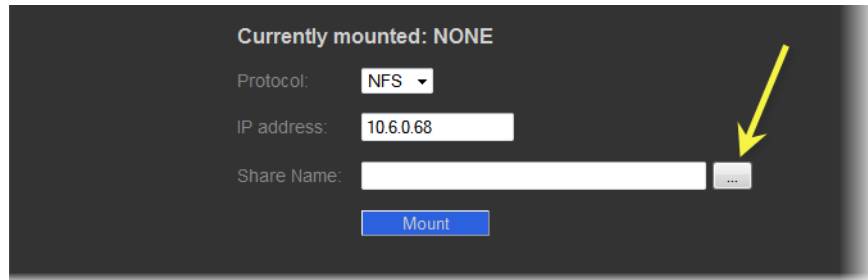 Currently mounted: NONE
Protocol: NFS
IP address: 10.6.0.68
Share Name: ...
Mount